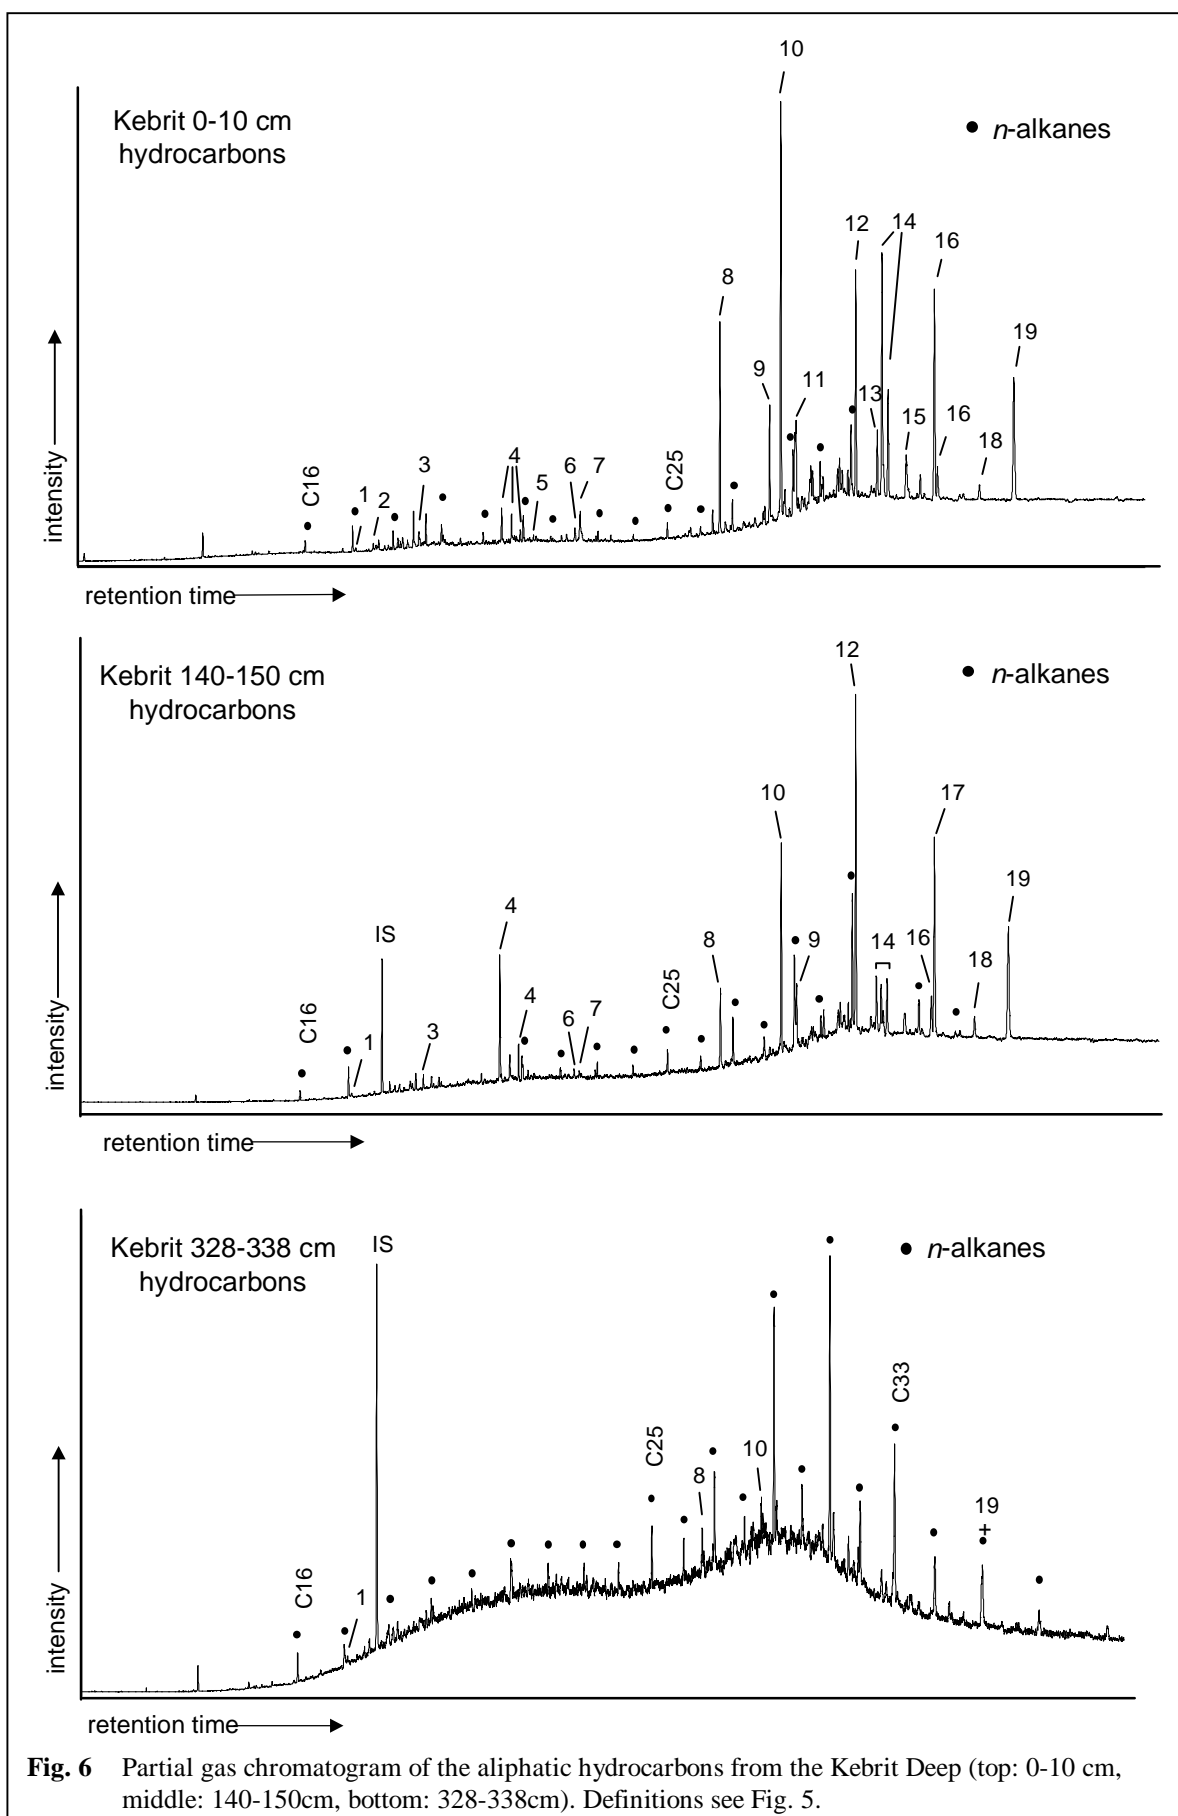 Kebrit 0-10 cm
hydrocarbons
• n-alkanes
10
8
9
11
12
13
14
15
16
16
18
19
C16
1
2
3
4
5
6
7
C25
intensity
retention time
Kebrit 140-150 cm
hydrocarbons
• n-alkanes
12
10
17
IS
4
8
9
14
16
18
19
C16
1
3
4
6
7
C25
intensity
retention time
Kebrit 328-338 cm
hydrocarbons
IS
• n-alkanes
C33
C25
10
8
19
+
C16
1
intensity
retention time
Fig. 6 Partial gas chromatogram of the aliphatic hydrocarbons from the Kebrit Deep (top: 0-10 cm,
middle: 140-150cm, bottom: 328-338cm). Definitions see Fig. 5.